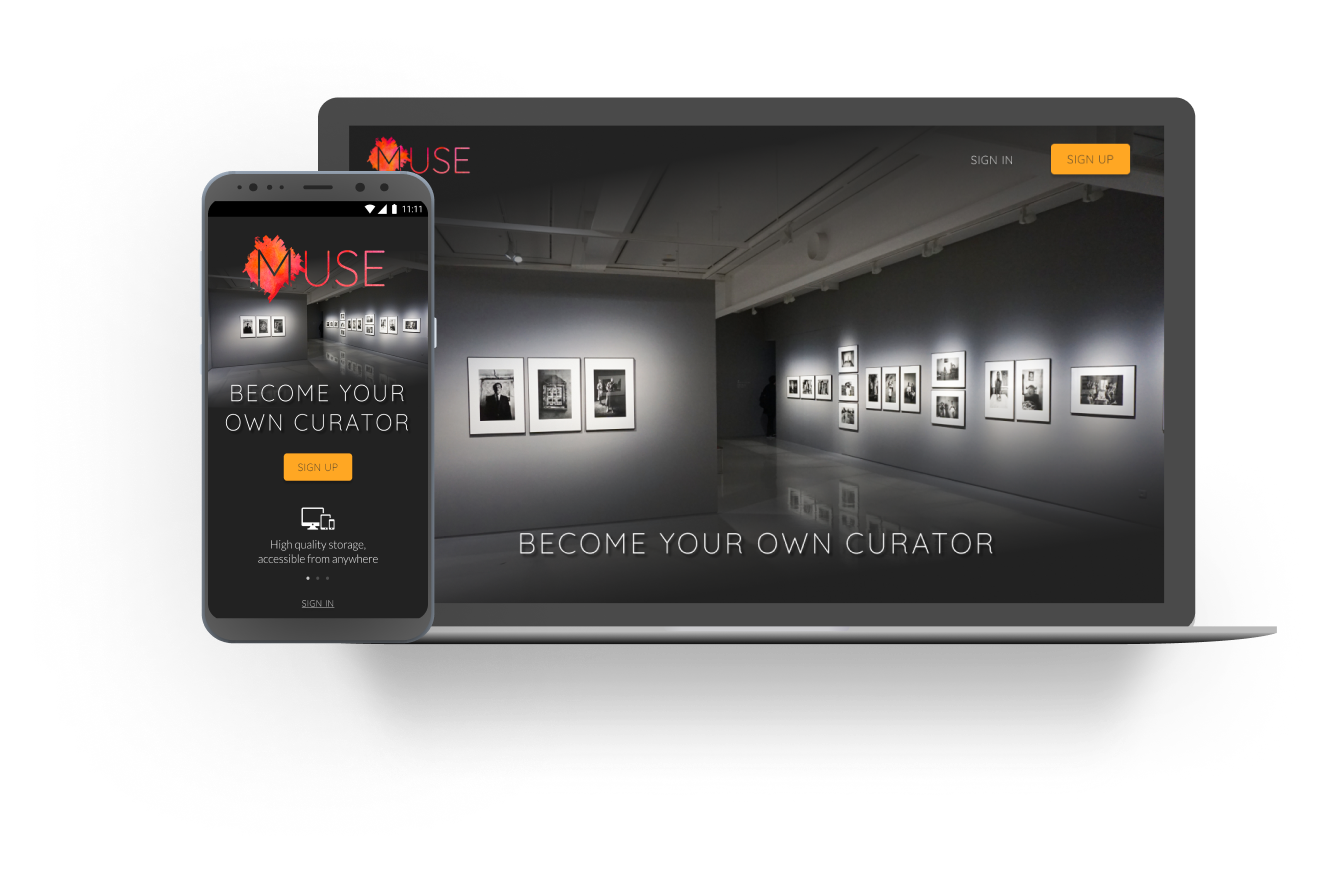 MUSE
SIGN IN
SIGN UP
BECOME YOUR OWN CURATOR
11:11
MUSE
BECOME YOUR
OWN CURATOR
SIGN UP
High quality storage,
accessible from anywhere
SIGN IN